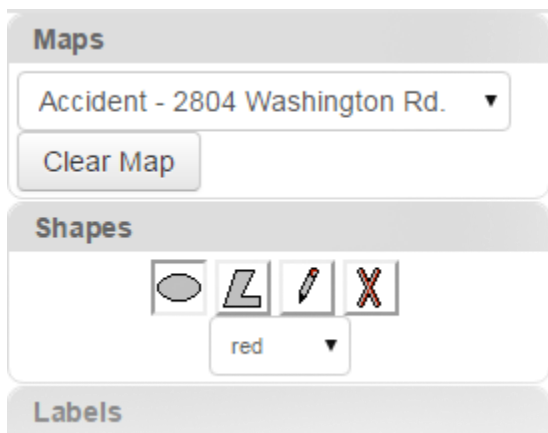 Maps
Accident - 2804 Washington Rd.
Clear Map
Shapes
red
Labels